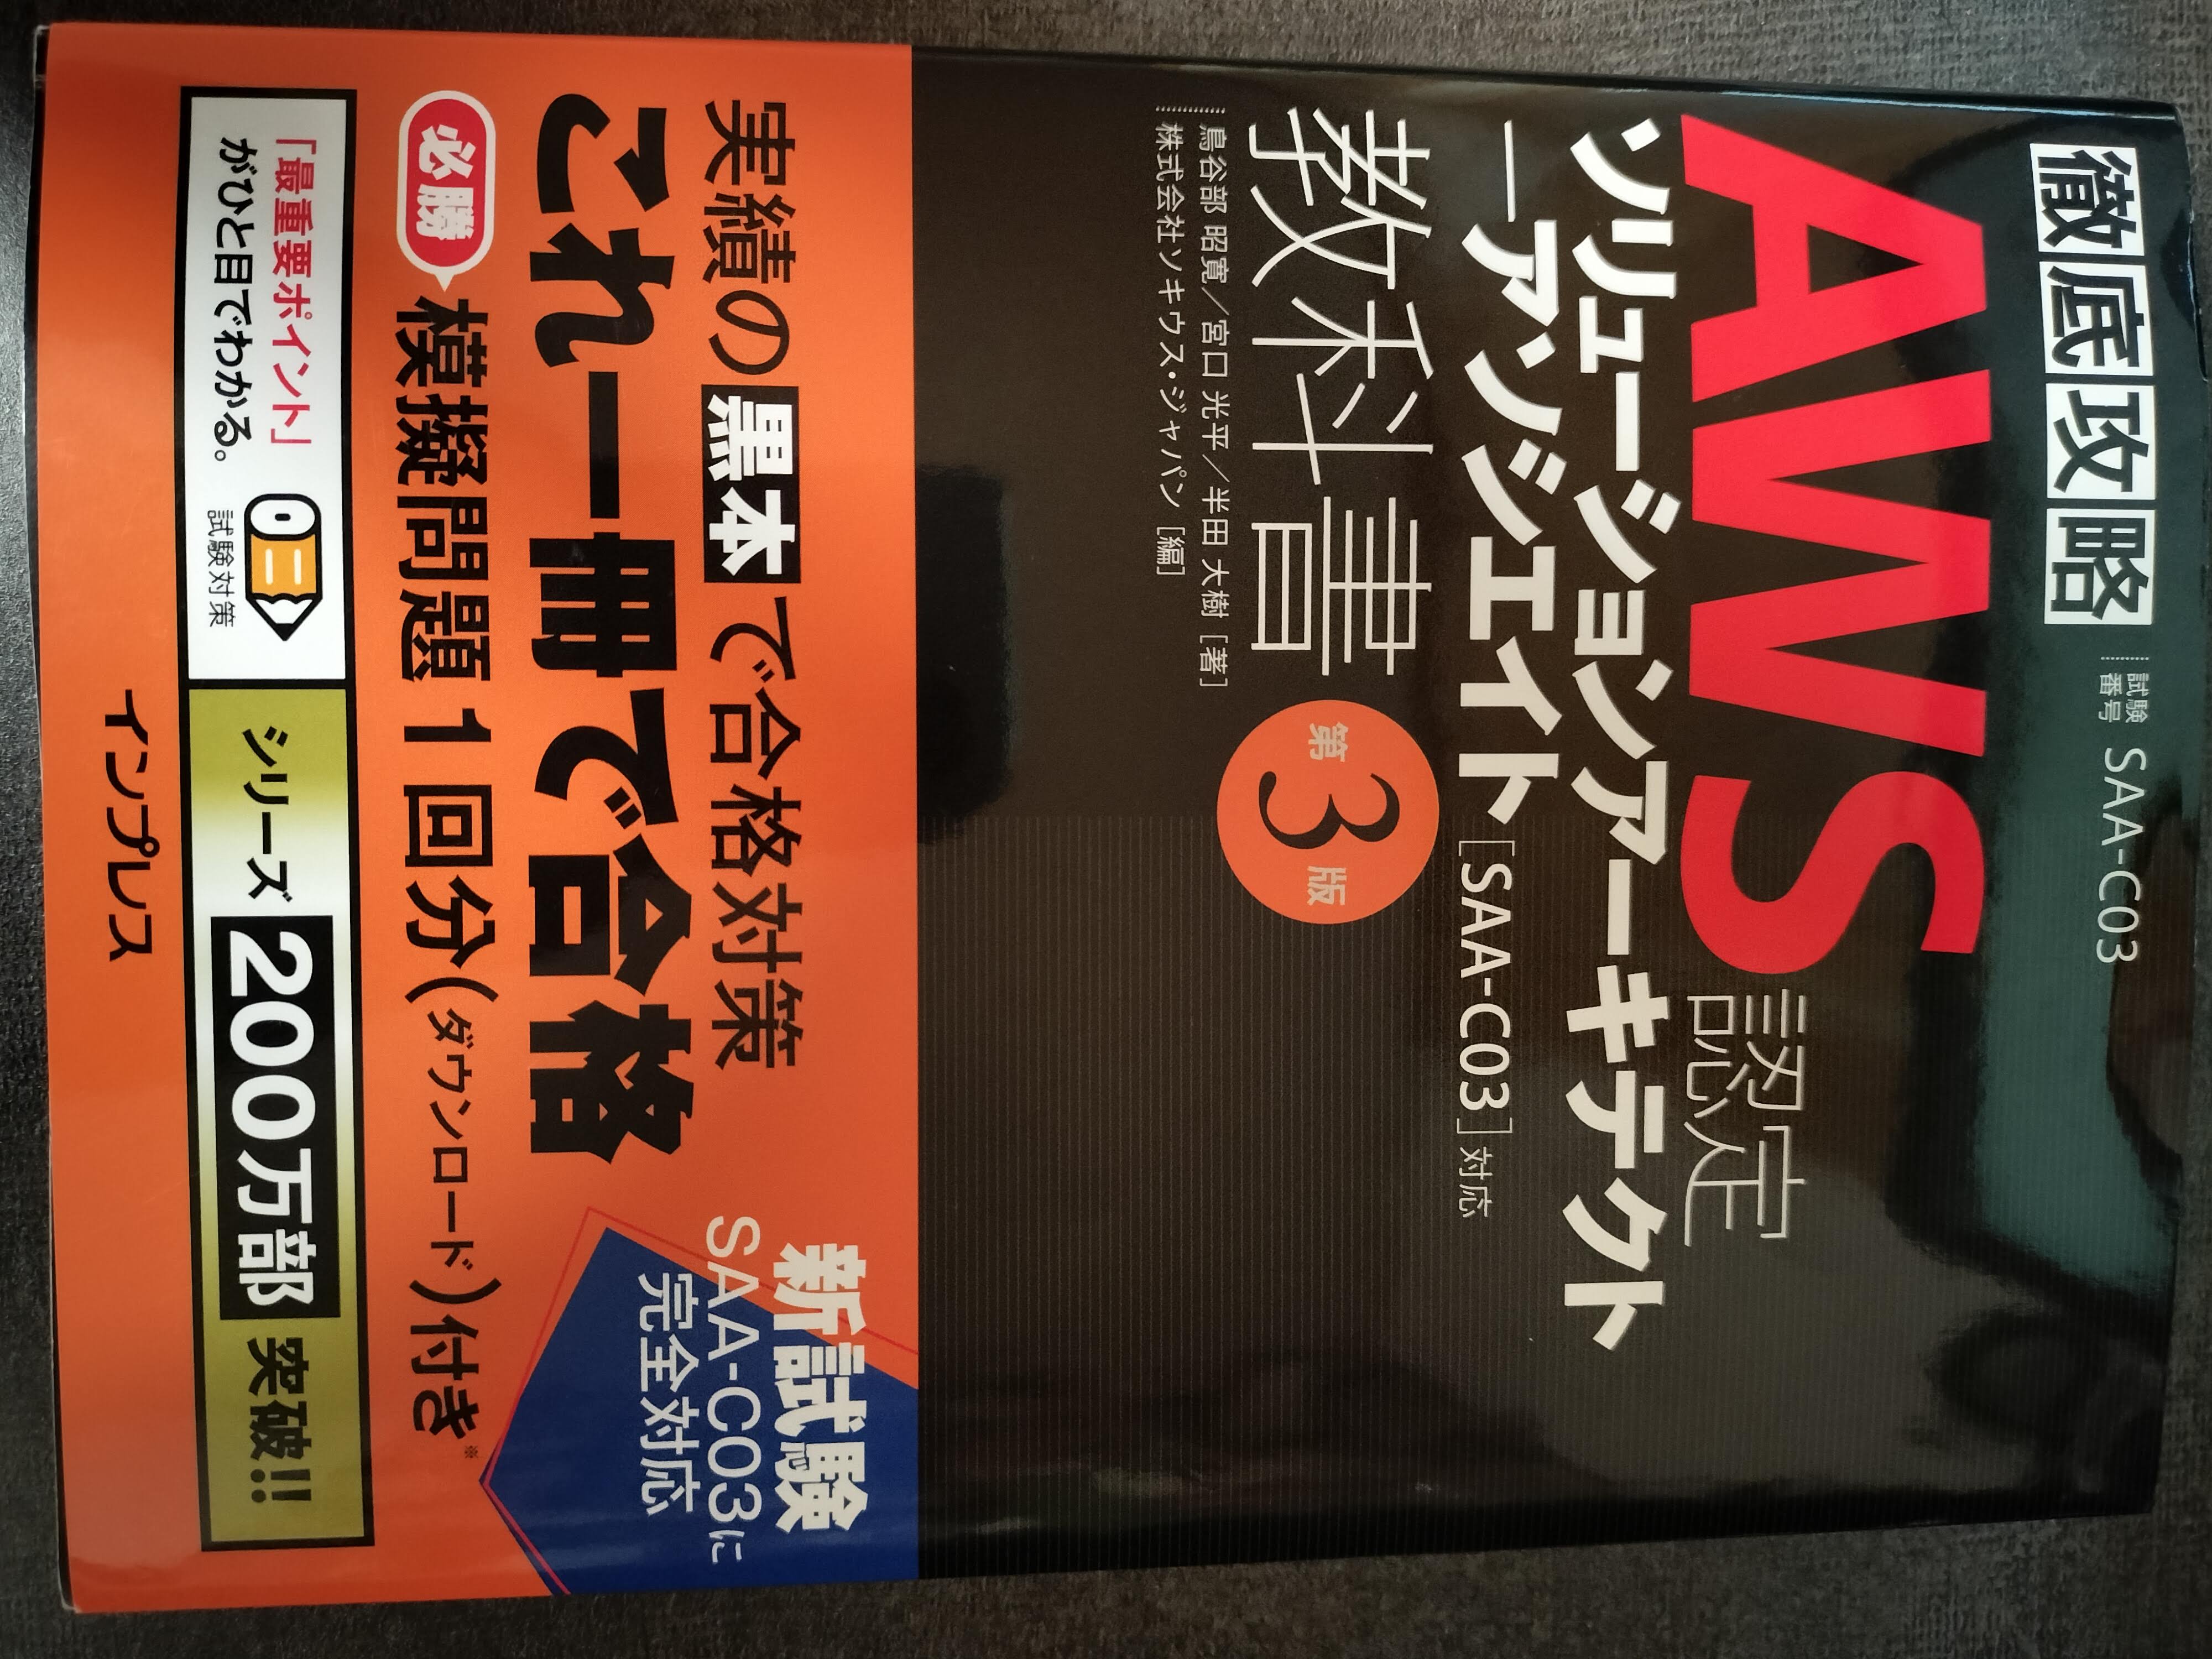 徹底攻略
試験番号 SAA-C03
AWS認定
ソリューションアーキテクト
－アソシエイト[SAA-C03]対応
教科書 第3版
鳥谷部 昭寛／宮口 光平／半田 大樹［著］
株式会社ソキウス・ジャパン［編］
新試験
SAA-C03に
完全対応
実績の黒本で合格対策
これ一冊で合格
必勝 模擬問題1回分(ダウンロード)付き※
「最重要ポイント」
がひと目でわかる。
試験対策
シリーズ200万部突破!!
インプレス